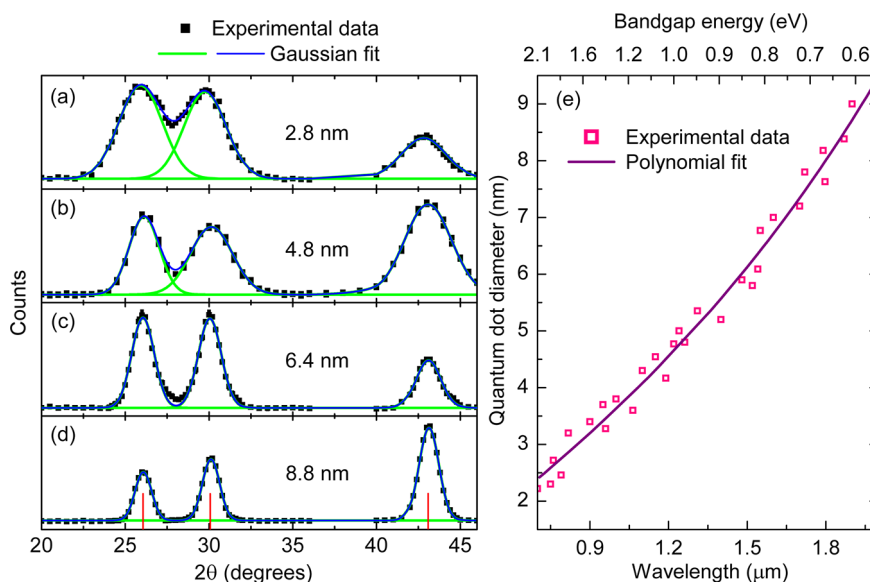 Experimental data
Gaussian fit
(a)
2.8 nm
(b)
4.8 nm
(c)
6.4 nm
(d)
8.8 nm
Counts
20 25 30 35 40 45
2θ (degrees)
Bandgap energy (eV)
2.1 1.6 1.2 1.0 0.9 0.8 0.7 0.6
(e)
Experimental data
Polynomial fit
Quantum dot diameter (nm)
9
8
7
6
5
4
3
2
0.9 1.2 1.5 1.8
Wavelength (μm)